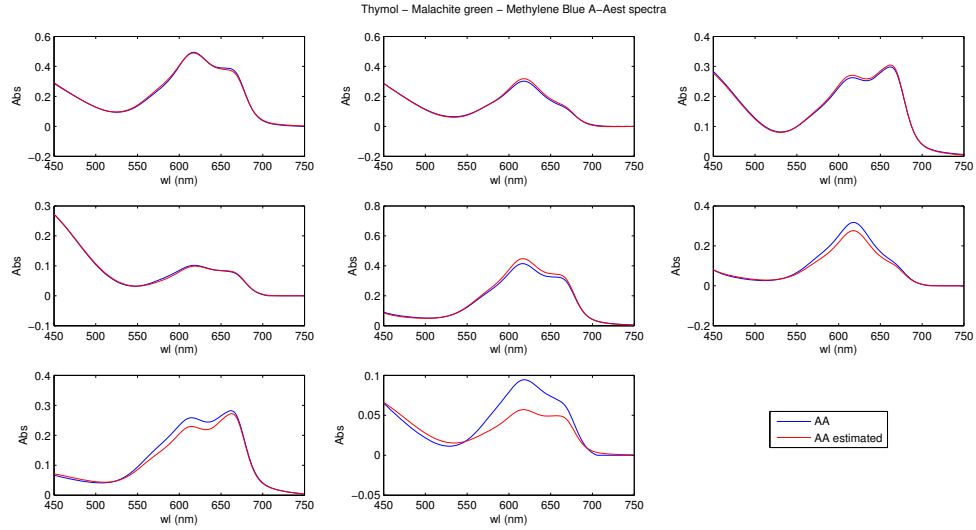 Thymol − Malachite green − Methylene Blue A−Aest spectra
Abs
0.6
0.4
0.2
0
−0.2
450 500 550 600 650 700 750
wl (nm)
Abs
0.6
0.4
0.2
0
−0.2
450 500 550 600 650 700 750
wl (nm)
Abs
0.4
0.3
0.2
0.1
0
450 500 550 600 650 700 750
wl (nm)
Abs
0.3
0.2
0.1
0
−0.1
450 500 550 600 650 700 750
wl (nm)
Abs
0.8
0.6
0.4
0.2
0
450 500 550 600 650 700 750
wl (nm)
Abs
0.4
0.2
0
−0.2
450 500 550 600 650 700 750
wl (nm)
Abs
0.4
0.3
0.2
0.1
0
450 500 550 600 650 700 750
wl (nm)
Abs
0.1
0.05
0
−0.05
450 500 550 600 650 700 750
wl (nm)
AA
AA estimated